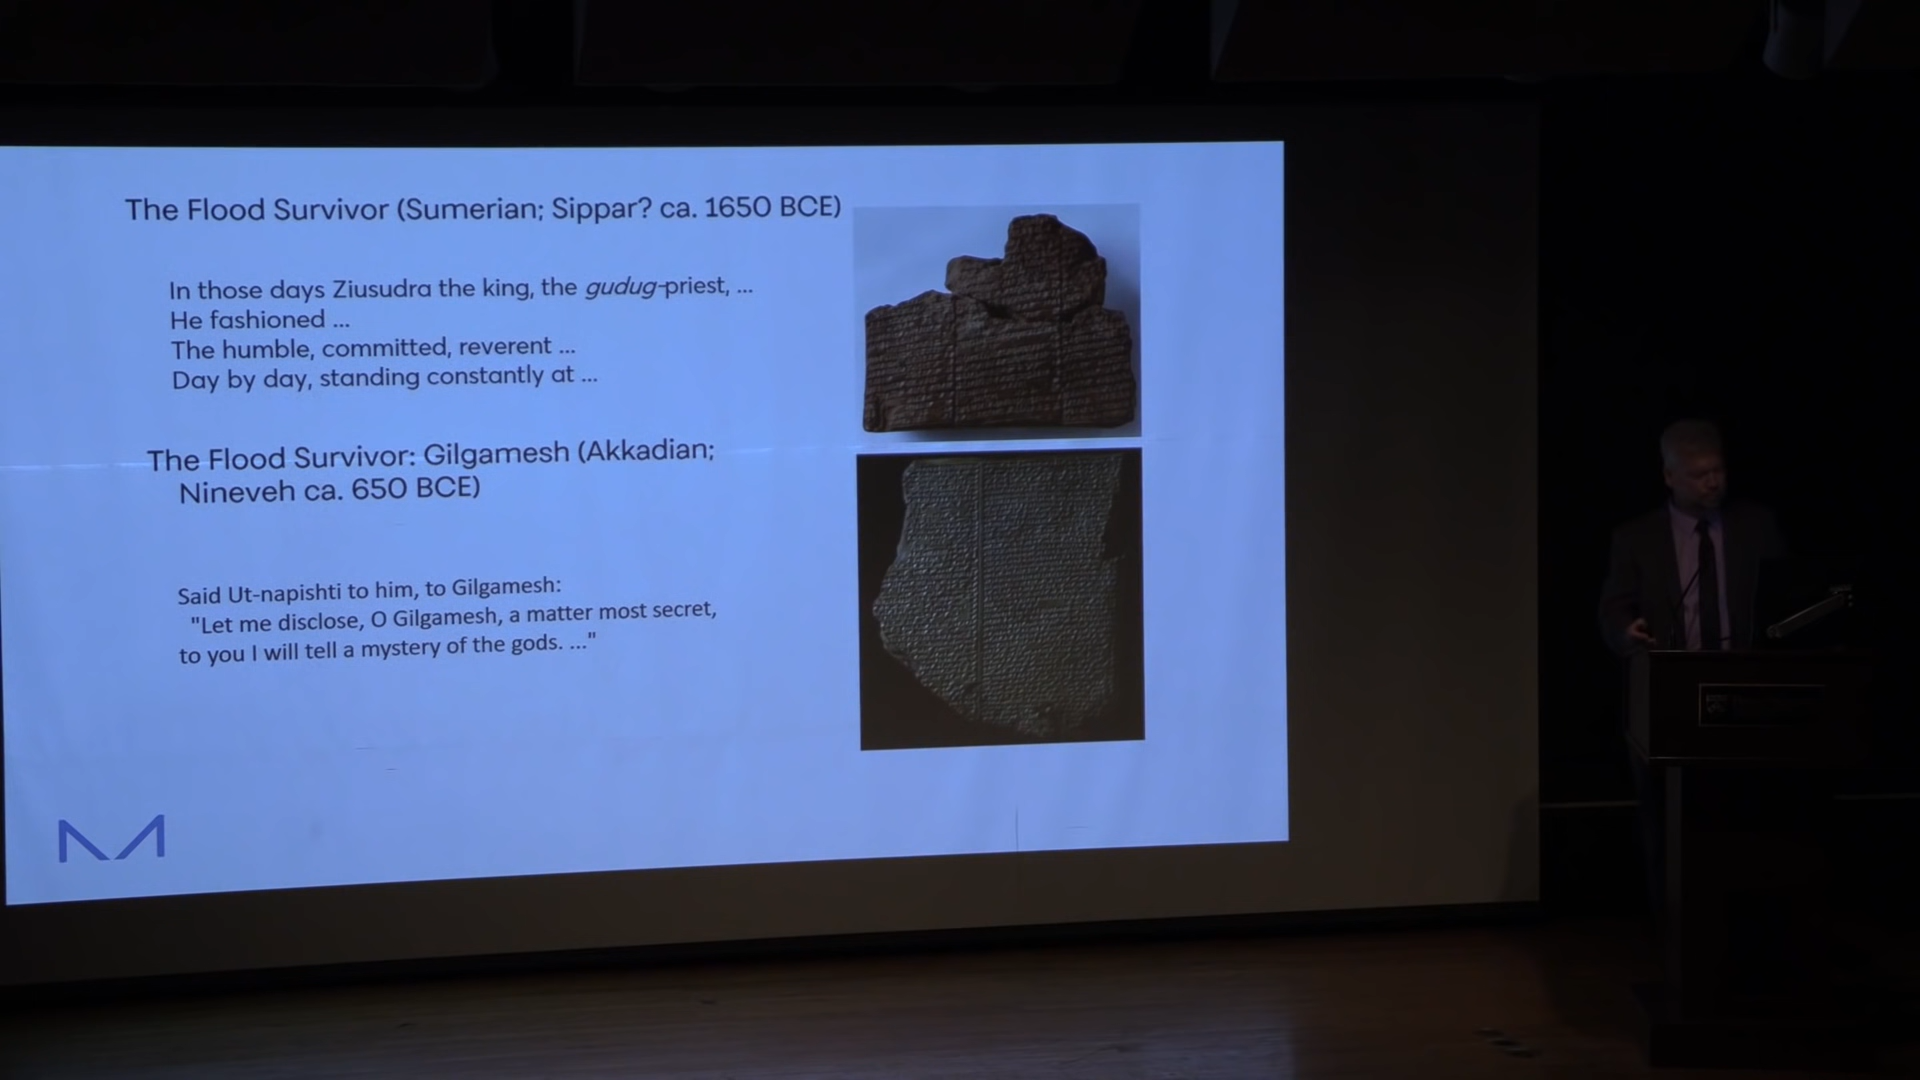 The Flood Survivor (Sumerian; Sippar? ca. 1650 BCE)
In those days Ziusudra the king, the gudug-priest, ...
He fashioned ...
The humble, committed, reverent ...
Day by day, standing constantly at ...
The Flood Survivor: Gilgamesh (Akkadian;
Nineveh ca. 650 BCE)
Said Ut-napishti to him, to Gilgamesh:
"Let me disclose, O Gilgamesh, a matter most secret,
to you I will tell a mystery of the gods. ..."